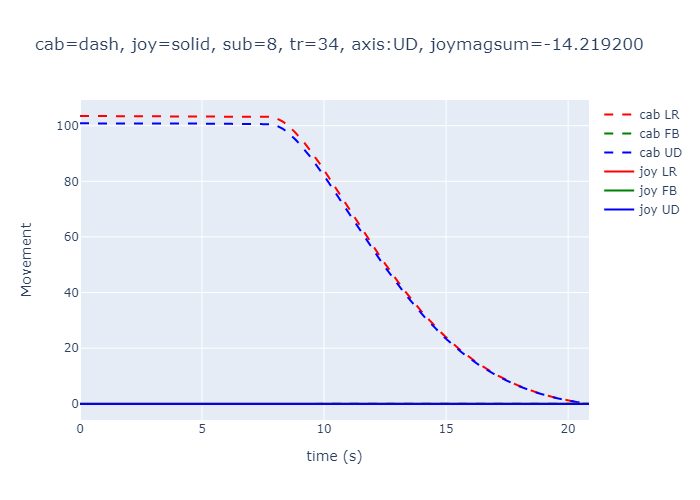 cab=dash, joy=solid, sub=8, tr=34, axis:UD, joymagsum=-14.219200
cab LR
cab FB
cab UD
joy LR
joy FB
joy UD
Movement
100
80
60
40
20
0
0 5 10 15 20
time (s)